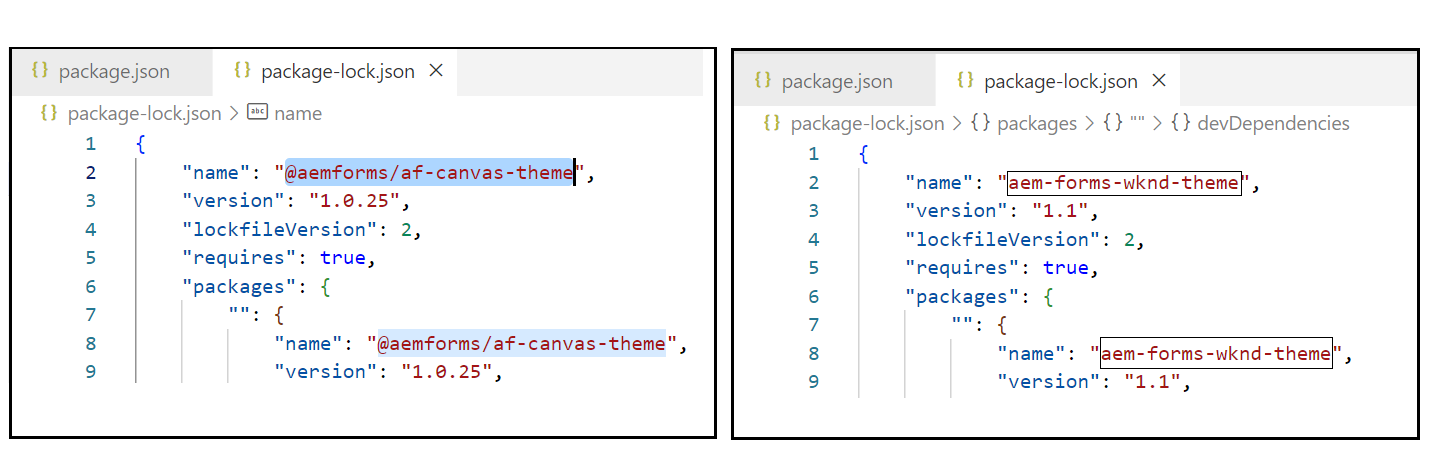 {} package.json {} package-lock.json ×
{} package-lock.json > abc name
1 {
2 "name": "@aemforms/af-canvas-theme",
3 "version": "1.0.25",
4 "lockfileVersion": 2,
5 "requires": true,
6 "packages": {
7 "": {
8 "name": "@aemforms/af-canvas-theme",
9 "version": "1.0.25",
{} package.json {} package-lock.json ×
{} package-lock.json > {} packages > {} "" > {} devDependencies
1 {
2 "name": "aem-forms-wknd-theme",
3 "version": "1.1",
4 "lockfileVersion": 2,
5 "requires": true,
6 "packages": {
7 "": {
8 "name": "aem-forms-wknd-theme",
9 "version": "1.1",